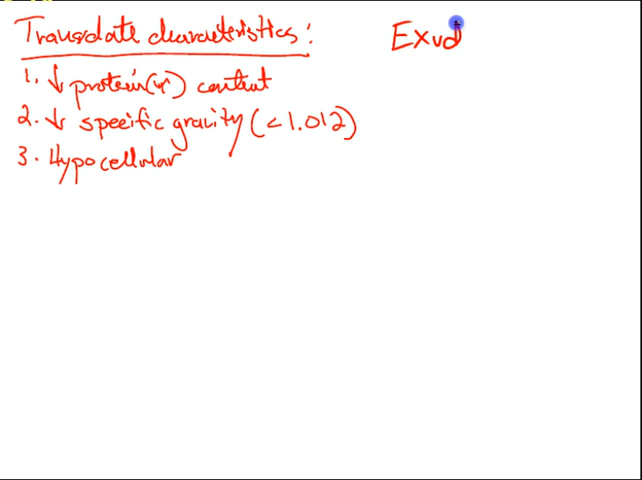 Transudate characteristics:
1. ↓ protein( ) content
2. ↓ specific gravity (<1.012)
3. Hypocellular
Exud